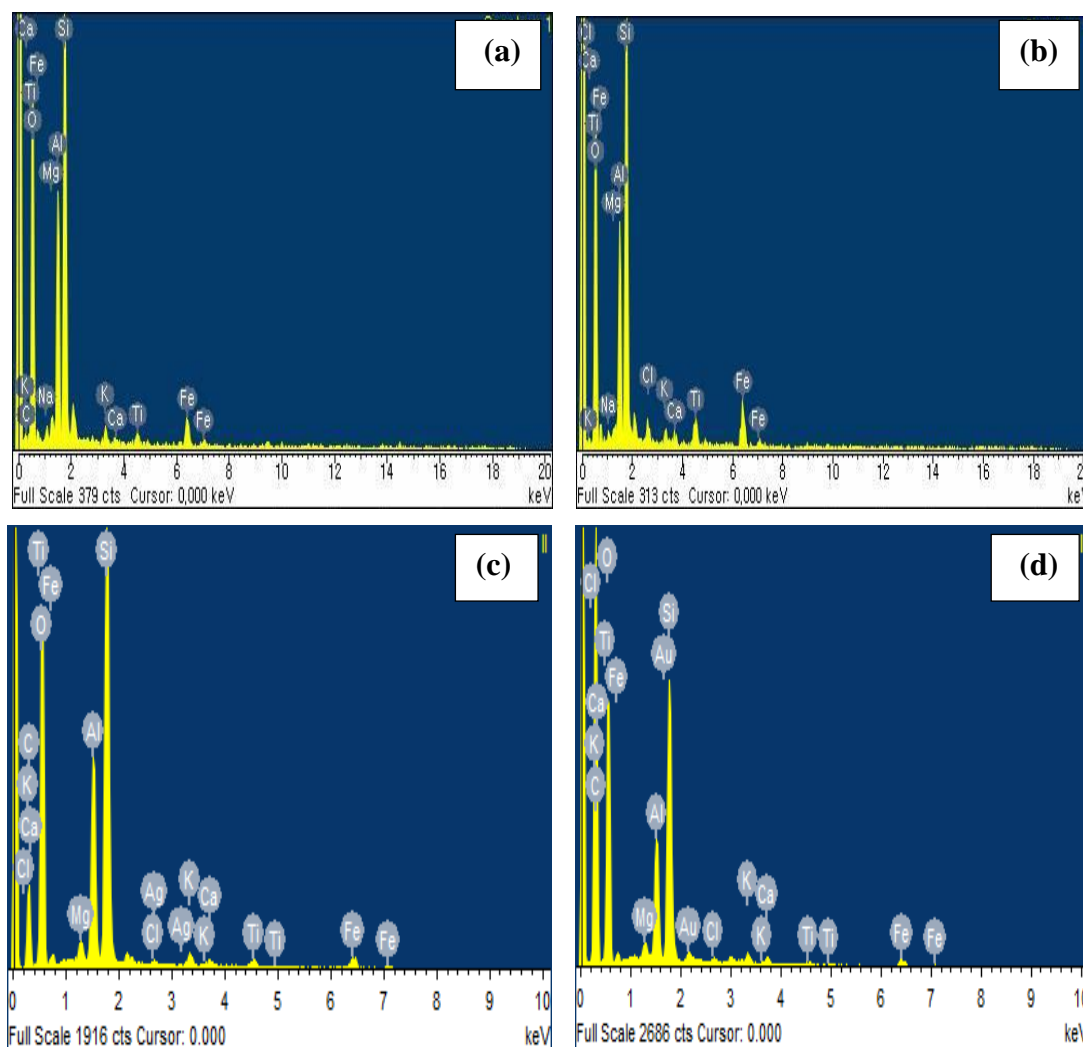 (a)
Ca Si
Fe
Ti
O
Al
Mg
K
Na
K
C
Ca
Ti
Fe
Fe
0 2 4 6 8 10 12 14 16 18 20
Full Scale 379 cts Cursor: 0,000 keV keV
(b)
Cl Si
Ca
Fe
Ti
O
Al
Mg
Cl
K
Na
K
Ca
Ti
Fe
Fe
0 2 4 6 8 10 12 14 16 18 20
Full Scale 313 cts Cursor: 0,000 keV keV
(c)
Ti Si
Fe
O
Al
C
K
Ca
Cl
Mg
Ag
Cl
K
Ag
Ca
K
Ti
Ti
Fe
Fe
0 1 2 3 4 5 6 7 8 9 10
Full Scale 1916 cts Cursor: 0.000 keV
(d)
O
Cl
Si
Ti
Au
Fe
Ca
K
C
Al
Mg
Au
Cl
K
Ca
K
Ti
Ti
Fe
Fe
0 1 2 3 4 5 6 7 8 9 10
Full Scale 2686 cts Cursor: 0.000 keV